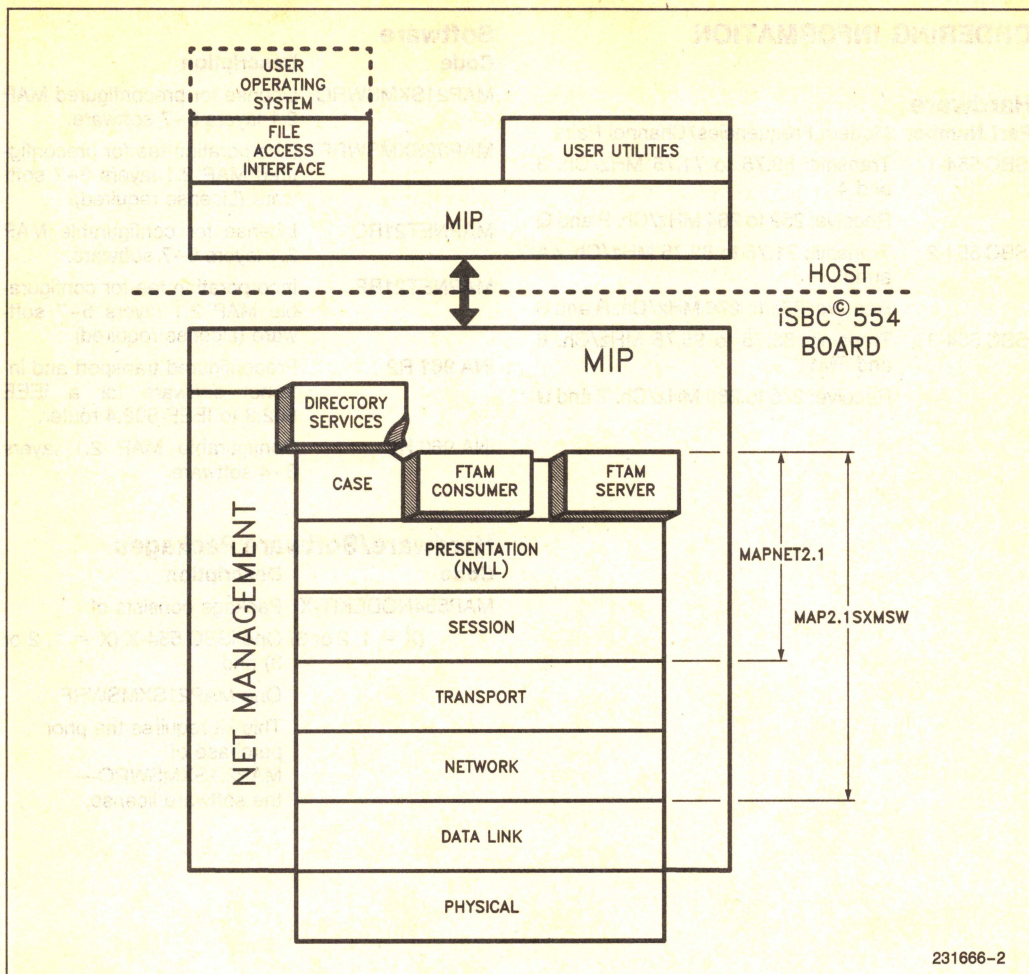 USER
OPERATING
SYSTEM
FILE
ACCESS
INTERFACE
USER UTILITIES
MIP
HOST
iSBC© 554
BOARD
MIP
NET MANAGEMENT
DIRECTORY
SERVICES
CASE
FTAM
CONSUMER
FTAM
SERVER
PRESENTATION
(NVLL)
SESSION
TRANSPORT
NETWORK
DATA LINK
PHYSICAL
MAPNET2.1
MAP2.1SXMSW
231666-2